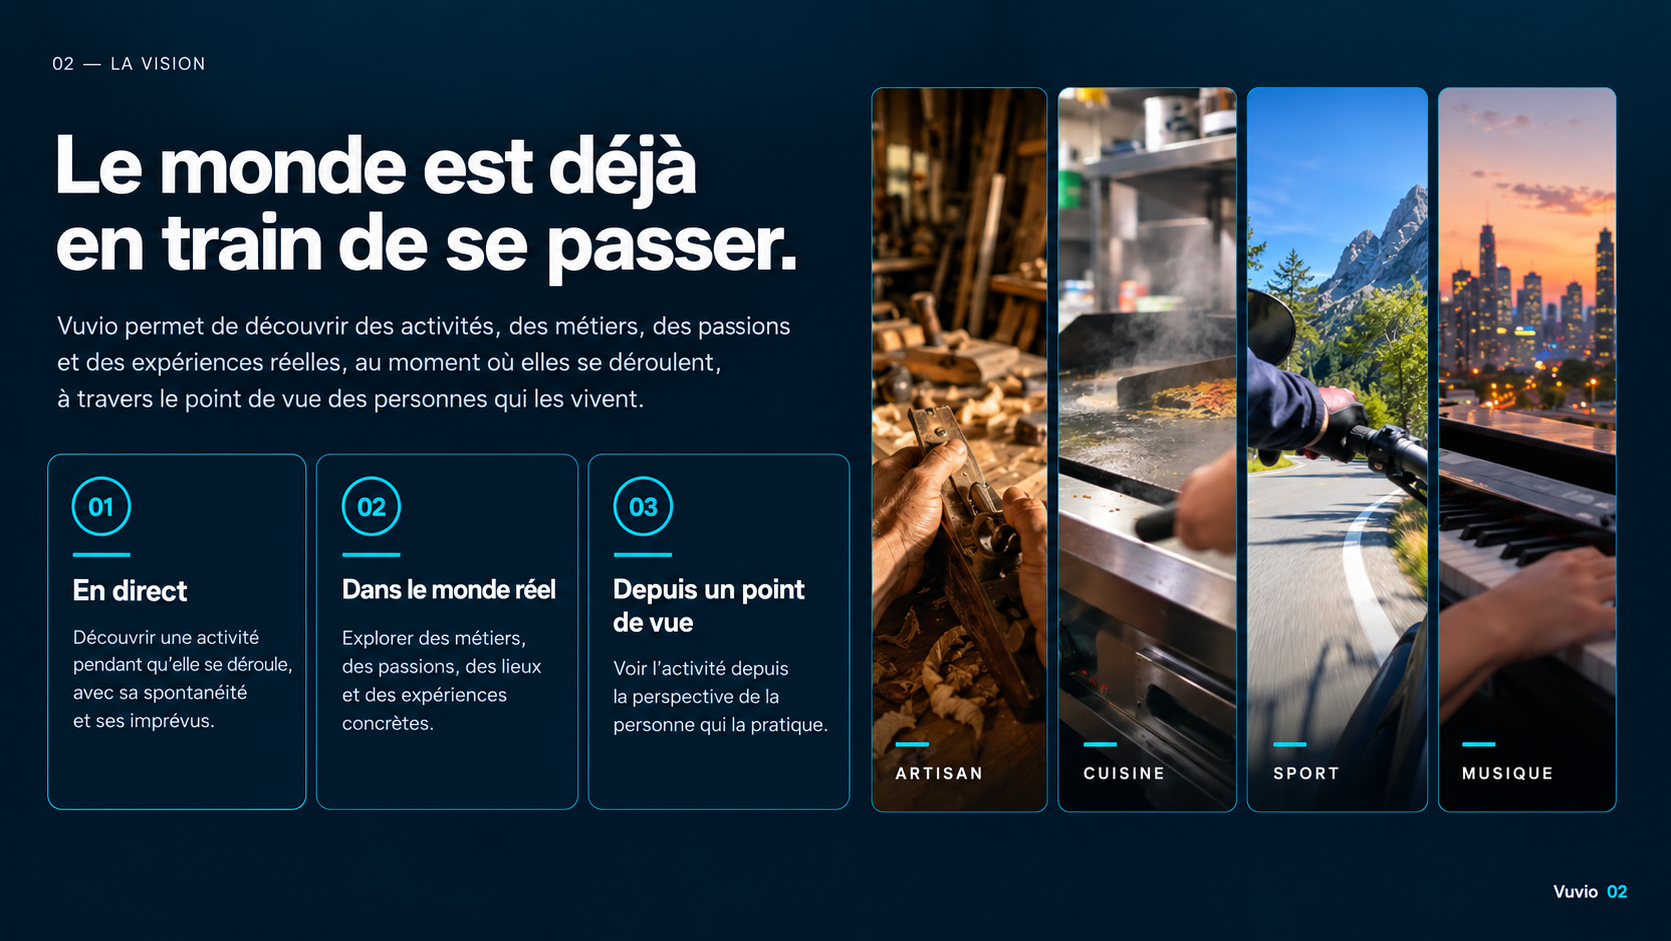 02 — LA VISION
Le monde est déjà
en train de se passer.
Vuvio permet de découvrir des activités, des métiers, des passions
et des expériences réelles, au moment où elles se déroulent,
à travers le point de vue des personnes qui les vivent.
01
En direct
Découvrir une activité
pendant qu’elle se déroule,
avec sa spontanéité
et ses imprévus.
02
Dans le monde réel
Explorer des métiers,
des passions, des lieux
et des expériences
concrètes.
03
Depuis un point
de vue
Voir l’activité depuis
la perspective de la
personne qui la pratique.
ARTISAN
CUISINE
SPORT
MUSIQUE
Vuvio 02